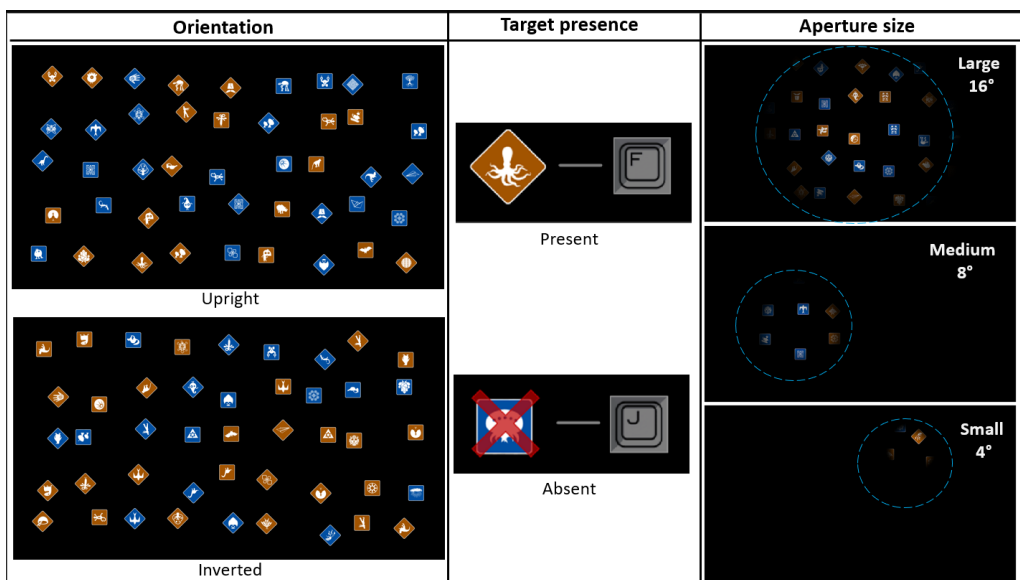 Orientation
Target presence
Aperture size
Upright
Inverted
F
Present
J
Absent
Large
16°
Medium
8°
Small
4°